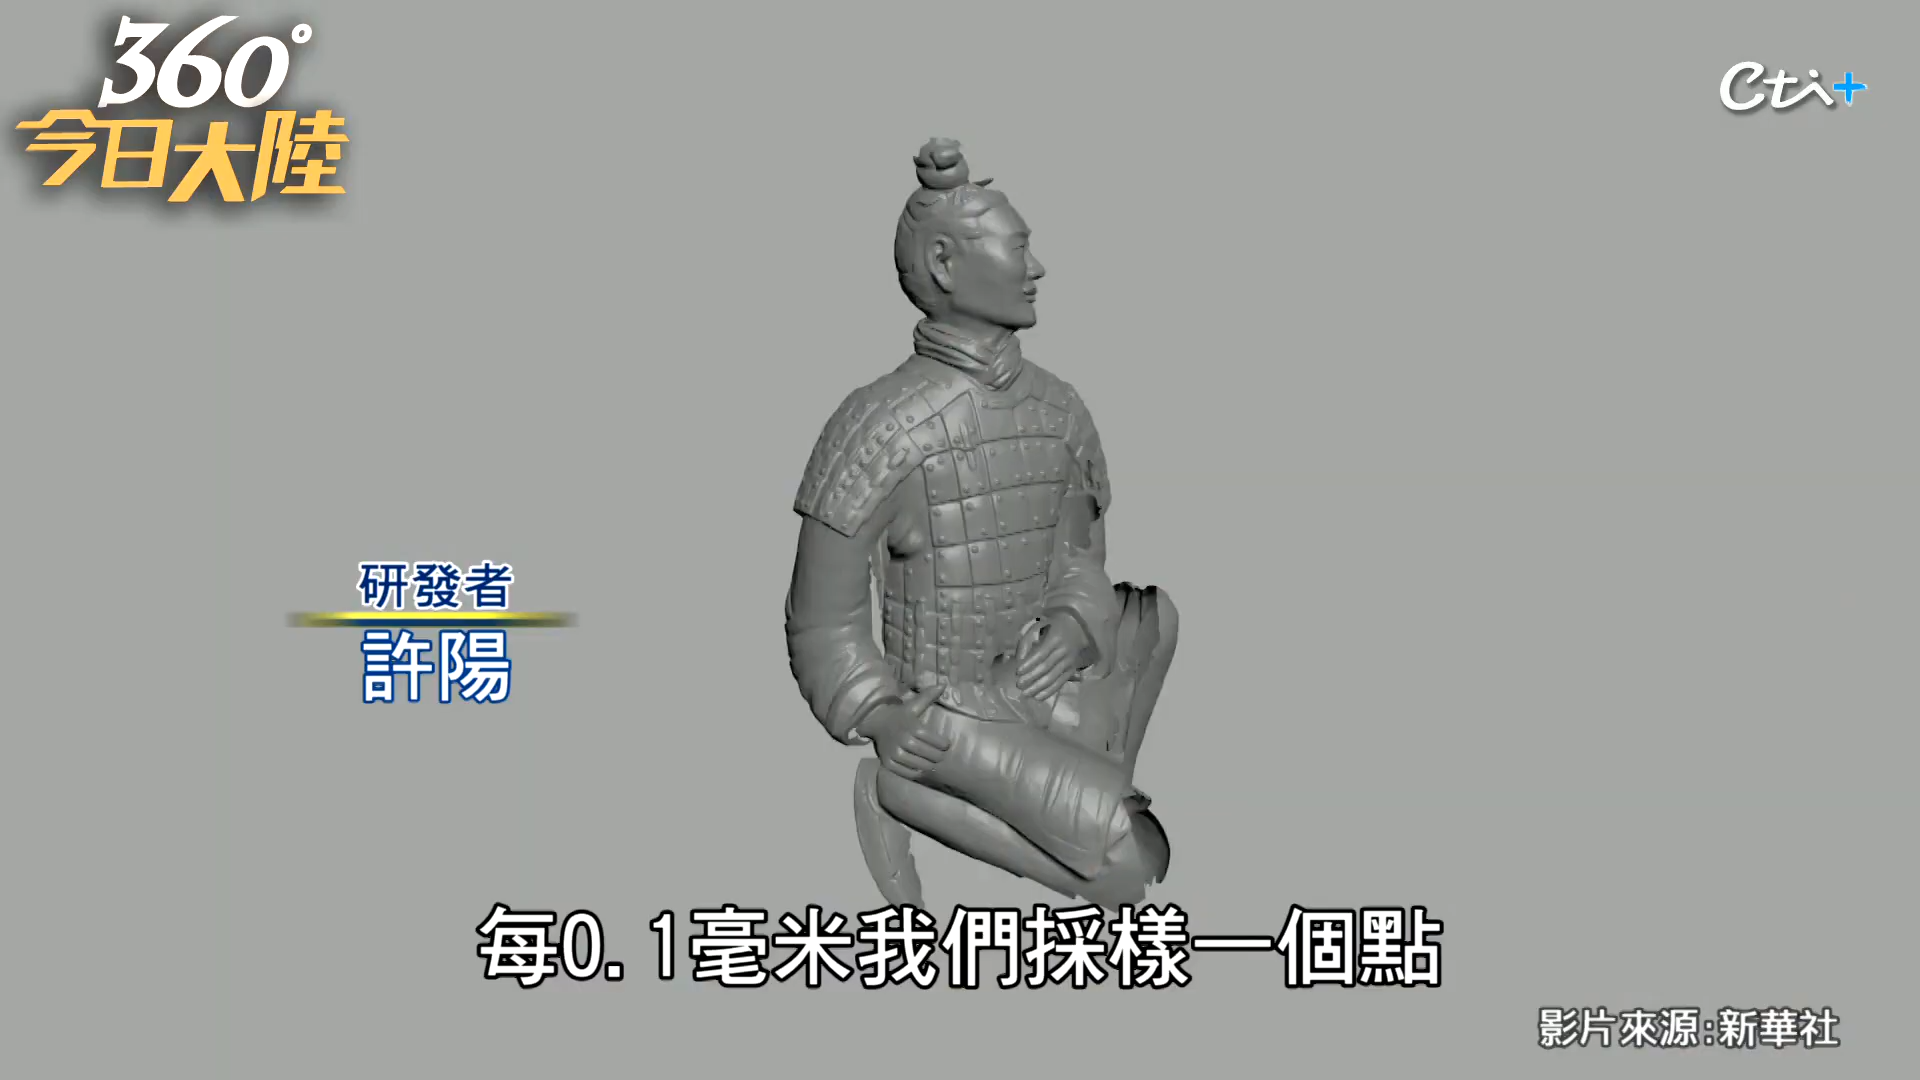 360°
今日大陸
Cti+
研發者
許陽
每0.1毫米我們採樣一個點
影片來源:新華社